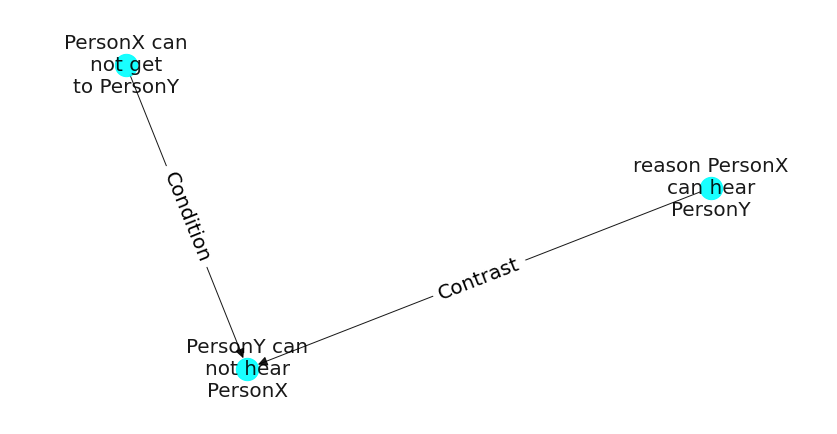 PersonX can
not get
to PersonY
reason PersonX
can hear
PersonY
Condition
Contrast
PersonY can
not hear
PersonX